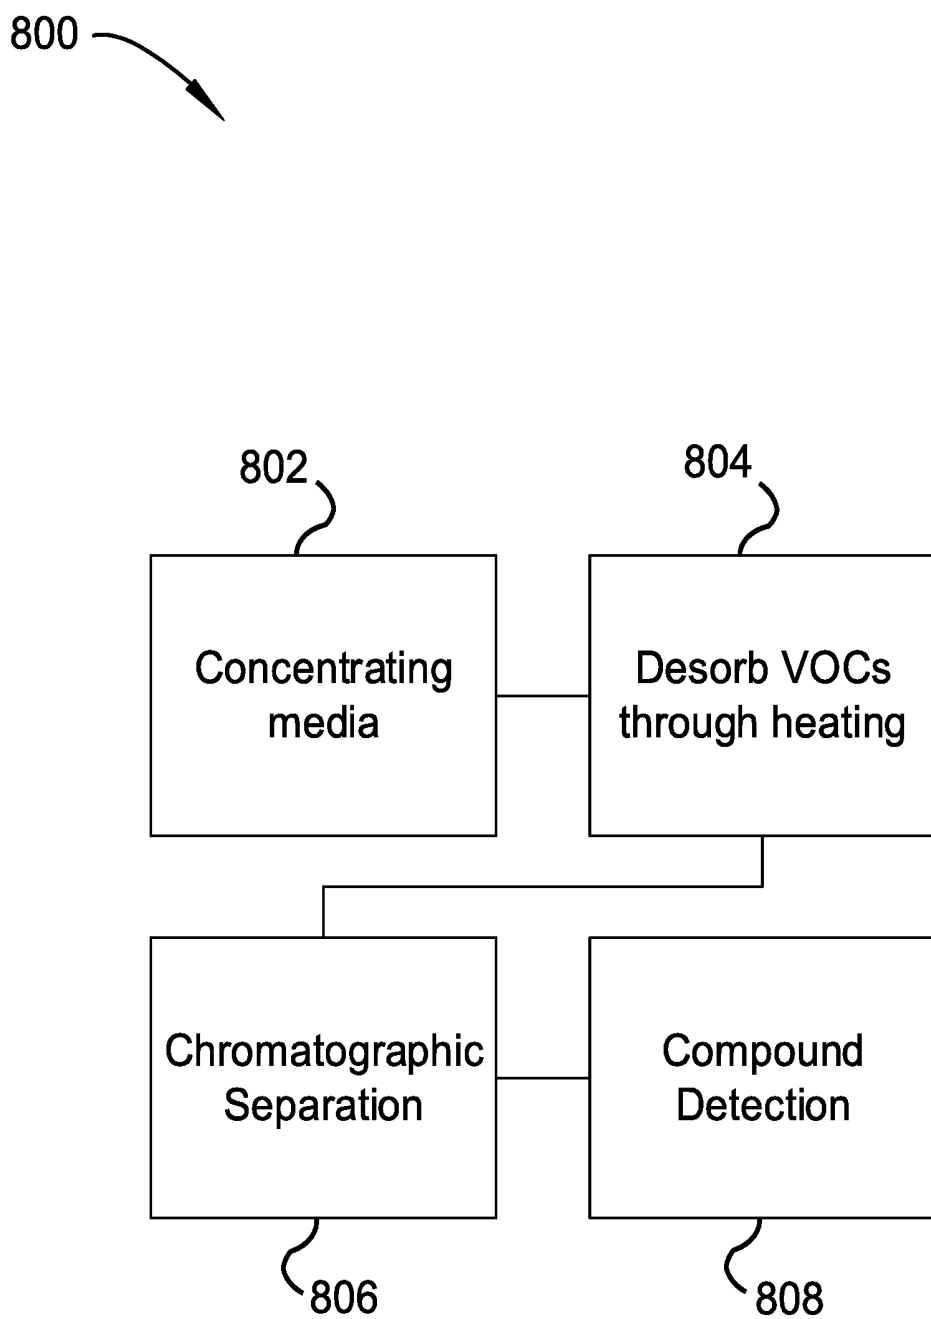 800
802
804
Concentrating
media
Desorb VOCs
through heating
Chromatographic
Separation
Compound
Detection
806
808